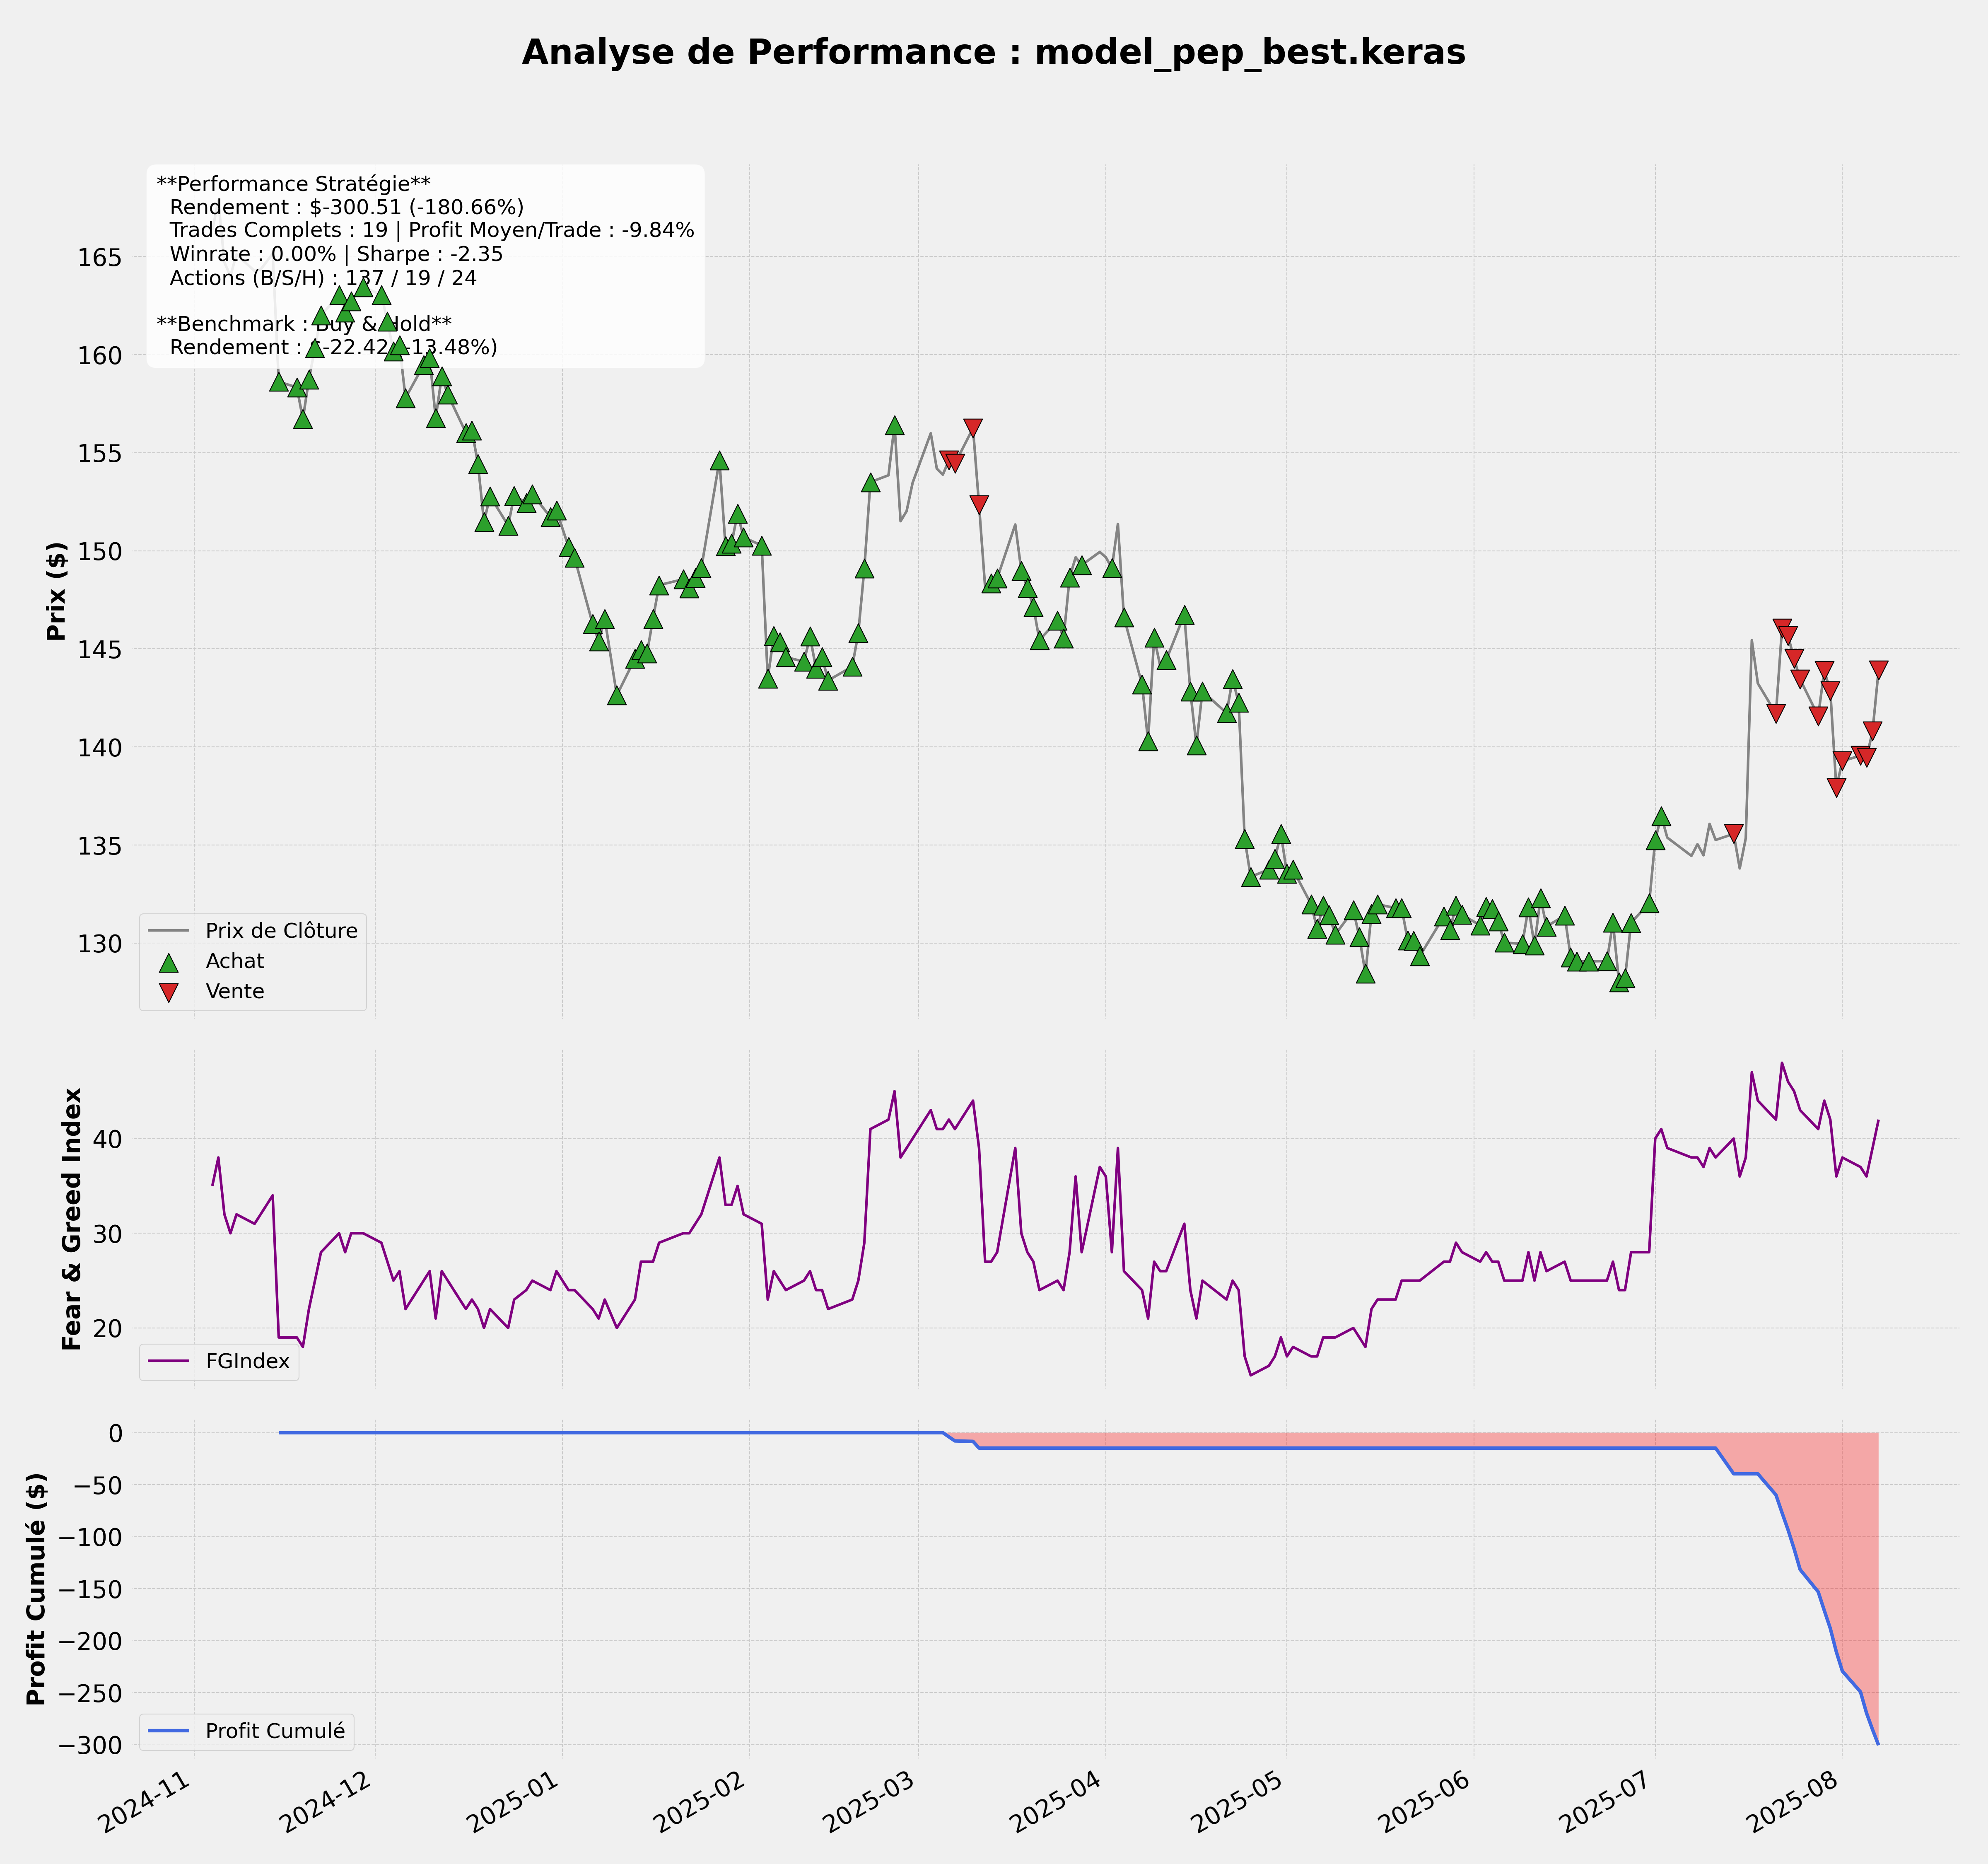 Analyse de Performance : model_pep_best.keras
**Performance Stratégie**
Rendement : $-300.51 (-180.66%)
Trades Complets : 19 | Profit Moyen/Trade : -9.84%
Winrate : 0.00% | Sharpe : -2.35
Actions (B/S/H) : 137 / 19 / 24
**Benchmark : Buy & Hold**
Rendement : $-22.42 (-13.48%)
Prix ($)
165
160
155
150
145
140
135
130
Prix de Clôture
Achat
Vente
Fear & Greed Index
40
30
20
FGIndex
Profit Cumulé ($)
0
−50
−100
−150
−200
−250
−300
Profit Cumulé
2024-11
2024-12
2025-01
2025-02
2025-03
2025-04
2025-05
2025-06
2025-07
2025-08